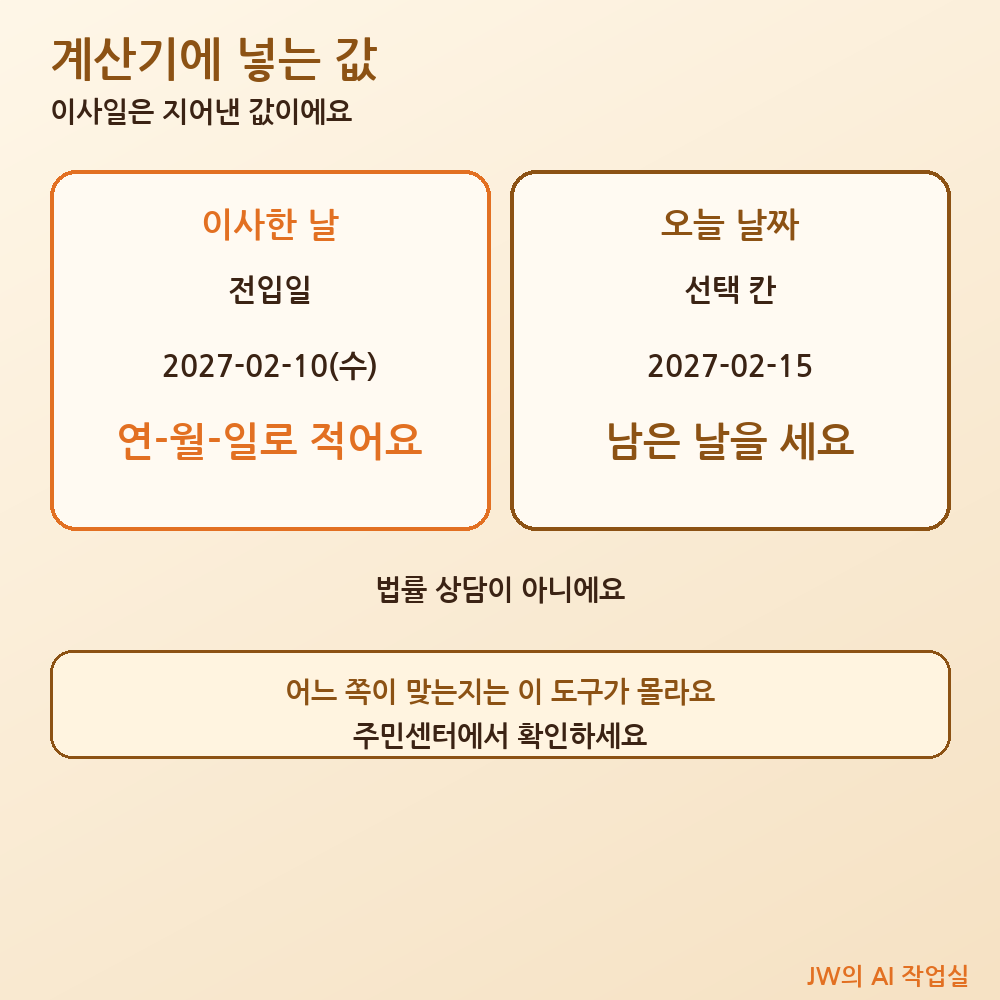 계산기에 넣는 값
이사일은 지어낸 값이에요
이사한 날
전입일
2027-02-10(수)
연-월-일로 적어요
오늘 날짜
선택 칸
2027-02-15
남은 날을 세요
법률 상담이 아니에요
어느 쪽이 맞는지는 이 도구가 몰라요
주민센터에서 확인하세요
JW의 AI 작업실